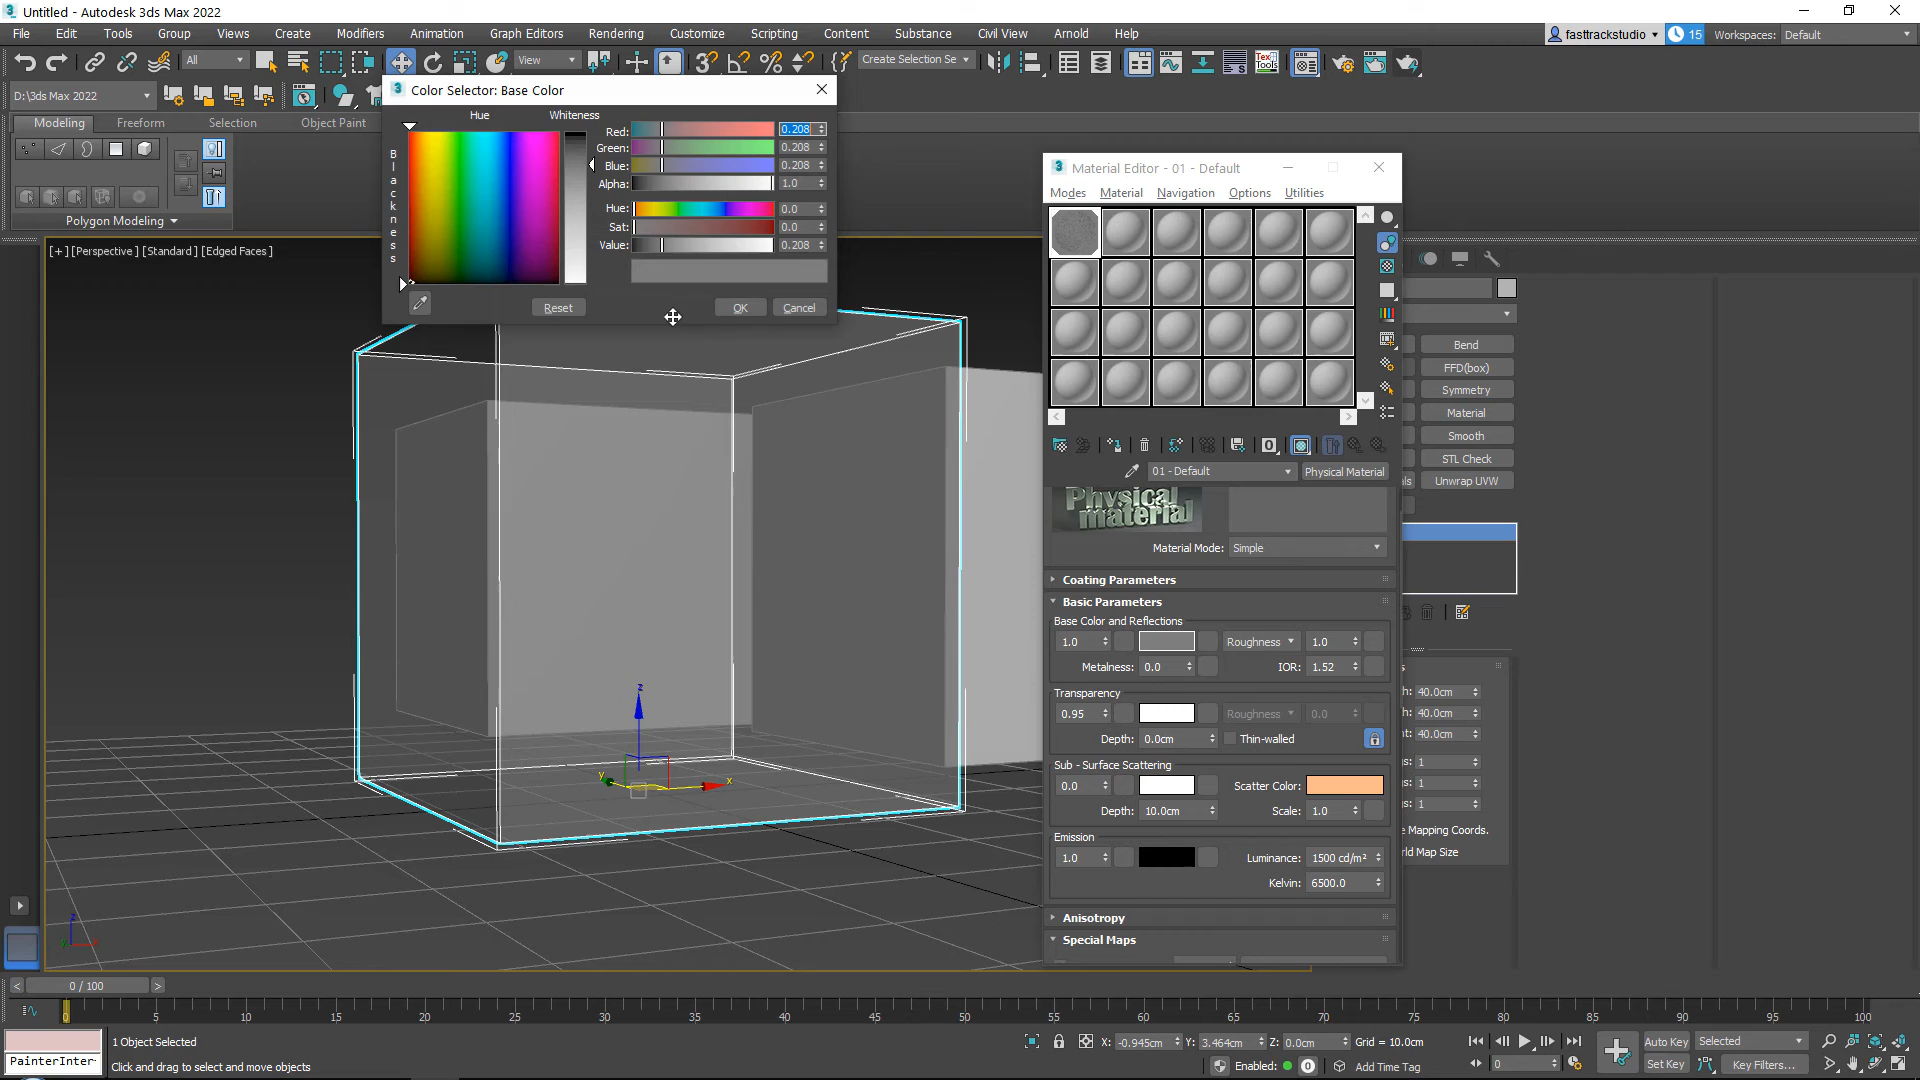 Untitled - Autodesk 3ds Max 2022
File Edit Tools Group Views Create Modifiers Animation Graph Editors Rendering Customize Scripting Content Substance Civil View Arnold Help
fasttrackstudio 15 Workspaces: Default
All View Create Selection Se
D:\3ds Max 2022
Modeling Freeform Selection Object Paint
Polygon Modeling
[+] [Perspective] [Standard] [Edged Faces]
Color Selector: Base Color
Hue Whiteness
Blackness
Red: 0.208
Green: 0.208
Blue: 0.208
Alpha: 1.0
Hue: 0.0
Sat: 0.0
Value: 0.208
Reset OK Cancel
Material Editor - 01 - Default
Modes Material Navigation Options Utilities
01 - Default Physical Material
Physical material
Material Mode: Simple
Coating Parameters
Basic Parameters
Base Color and Reflections
1.0 Roughness 1.0
Metalness: 0.0 IOR: 1.52
Transparency
0.95 Roughness 0.0
Depth: 0.0cm Thin-walled
Sub - Surface Scattering
0.0 Scatter Color:
Depth: 10.0cm Scale: 1.0
Emission
1.0 Luminance: 1500 cd/m²
Kelvin: 6500.0
Anisotropy
Special Maps
Bend
FFD(box)
Symmetry
Material
Smooth
STL Check
als Unwrap UVW
s
h: 40.0cm
h: 40.0cm
ht: 40.0cm
s: 1
s: 1
s: 1
e Mapping Coords.
rld Map Size
z
y x
z
y
0 / 100
0 5 10 15 20 25 30 35 40 45 50 55 60 65 70 75 80 85 90 95 100
1 Object Selected X: -0.945cm Y: 3.464cm Z: 0.0cm Grid = 10.0cm Auto Key Selected
PainterInter Click and drag to select and move objects Enabled: 0 Add Time Tag 0 Set Key Key Filters...